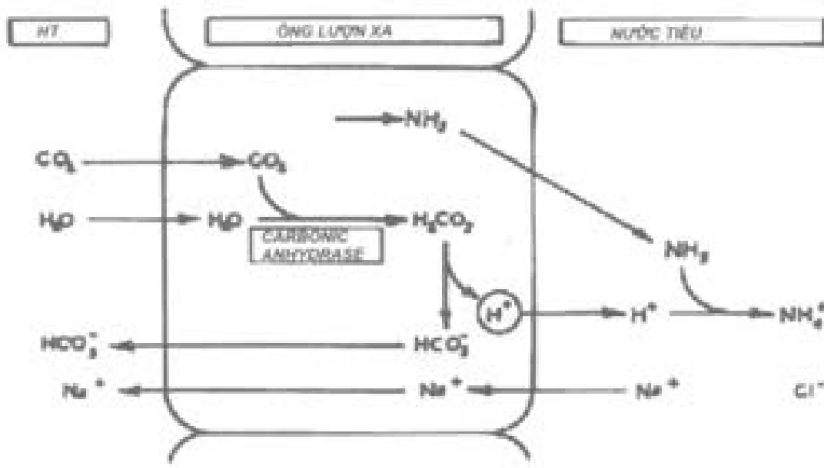 HT ỐNG LƯỢN XA NƯỚC TIỂU
NH₃
CO₂ CO₂
H₂O H₂O H₂CO₃
CARBONIC
ANHYDRASE
NH₃
H⁺ H⁺ NH₄⁺
HCO₃⁻ HCO₃⁻
Na⁺ Na⁺ Na⁺ Cl⁻